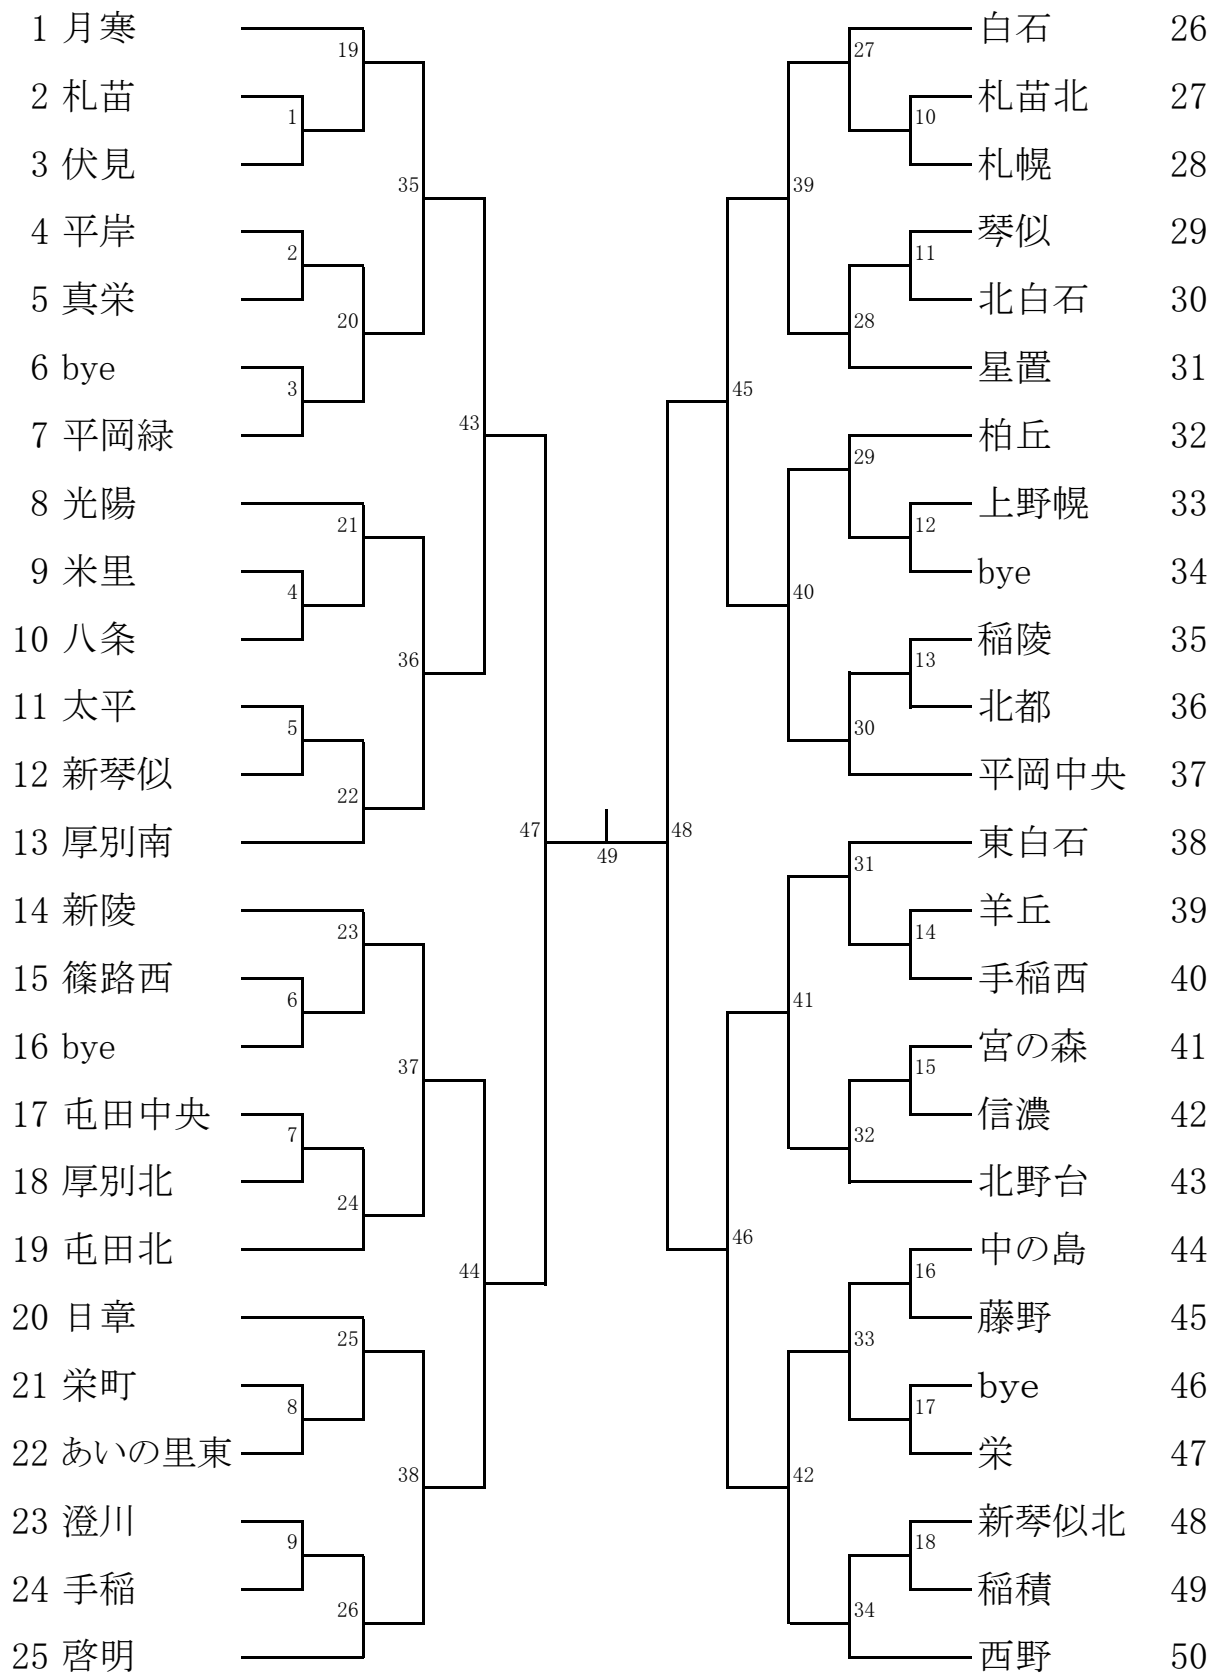 1 月寒
2 札苗
3 伏見
4 平岸
5 真栄
6 bye
7 平岡緑
8 光陽
9 米里
10 八条
11 太平
12 新琴似
13 厚別南
14 新陵
15 篠路西
16 bye
17 屯田中央
18 厚別北
19 屯田北
20 日章
21 栄町
22 あいの里東
23 澄川
24 手稲
25 啓明
19
1
35
2
20
3
43
21
4
36
5
22
47
23
6
37
7
24
44
25
8
38
9
26
49
48
27
10
39
11
28
45
29
12
40
13
30
31
14
41
15
32
46
16
33
17
42
18
34
白石 26
札苗北 27
札幌 28
琴似 29
北白石 30
星置 31
柏丘 32
上野幌 33
bye 34
稲陵 35
北都 36
平岡中央 37
東白石 38
羊丘 39
手稲西 40
宮の森 41
信濃 42
北野台 43
中の島 44
藤野 45
bye 46
栄 47
新琴似北 48
稲積 49
西野 50